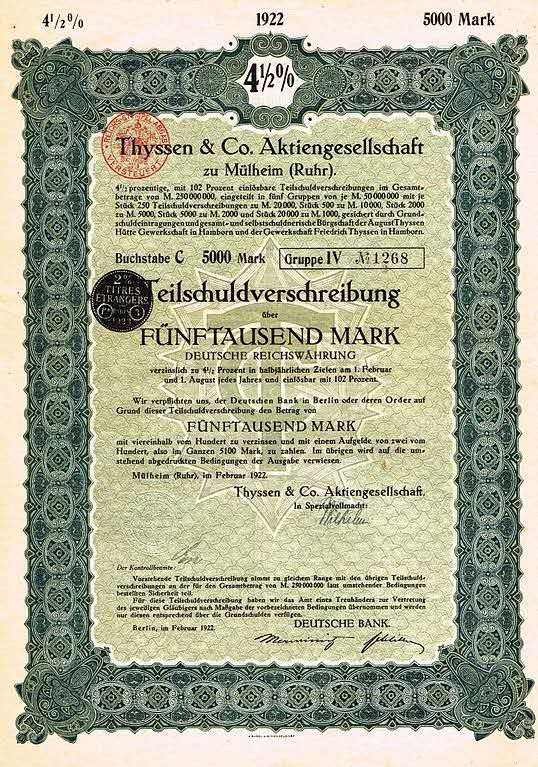 4½% 1922 5000 Mark
4½%
Thyssen & Co. Aktiengesellschaft
zu Mülheim (Ruhr).
4½ prozentige, mit 102 Prozent einlösbare Teilschuldverschreibungen im Gesamt-
betrage von M. 250 000 000, eingeteilt in fünf Gruppen von je M. 50 000 000 mit je
Stück 250 Teilschuldverschreibungen zu M. 20 000, Stück 500 zu M. 10 000, Stück 2000
zu M. 5000, Stück 5000 zu M. 2000 und Stück 20 000 zu M. 1000, gesichert durch Grund-
schuldeintragungen und gesamt- und selbstschuldnerische Bürgschaft der August Thyssen
Hütte Gewerkschaft in Hamborn und der Gewerkschaft Friedrich Thyssen in Hamborn.
Buchstabe C 5000 Mark Gruppe IV № 1268
2%
TITRES
ETRANGERS
Teilschuldverschreibung
über
FÜNFTAUSEND MARK
DEUTSCHE REICHSWÄHRUNG
verzinslich zu 4½ Prozent in halbjährlichen Zielen am 1. Februar
und 1. August jedes Jahres und einlösbar mit 102 Prozent.
Wir verpflichten uns, der Deutschen Bank in Berlin oder deren Order auf
Grund dieser Teilschuldverschreibung den Betrag von
FÜNFTAUSEND MARK
mit viereinhalb vom Hundert zu verzinsen und mit einem Aufgelde von zwei vom
Hundert, also im Ganzen 5100 Mark, zu zahlen. Im übrigen wird auf die um-
stehend abgedruckten Bedingungen der Ausgabe verwiesen.
Mülheim (Ruhr), im Februar 1922.
Thyssen & Co. Aktiengesellschaft.
In Spezialvollmacht:
Der Kontrollbeamte:
Vorstehende Teilschuldverschreibung nimmt zu gleichem Range mit den übrigen Teilschuld-
verschreibungen an der für den Gesamtbetrag von M. 250 000 000 laut umstehender Bedingungen
bestellten Sicherheit teil.
Für diese Teilschuldverschreibung haben wir das Amt eines Treuhänders zur Vertretung
des jeweiligen Gläubigers nach Maßgabe der vorbezeichneten Bedingungen übernommen und werden
nur diesen entsprechend über die Grundschulden verfügen.
DEUTSCHE BANK.
Berlin, im Februar 1922.